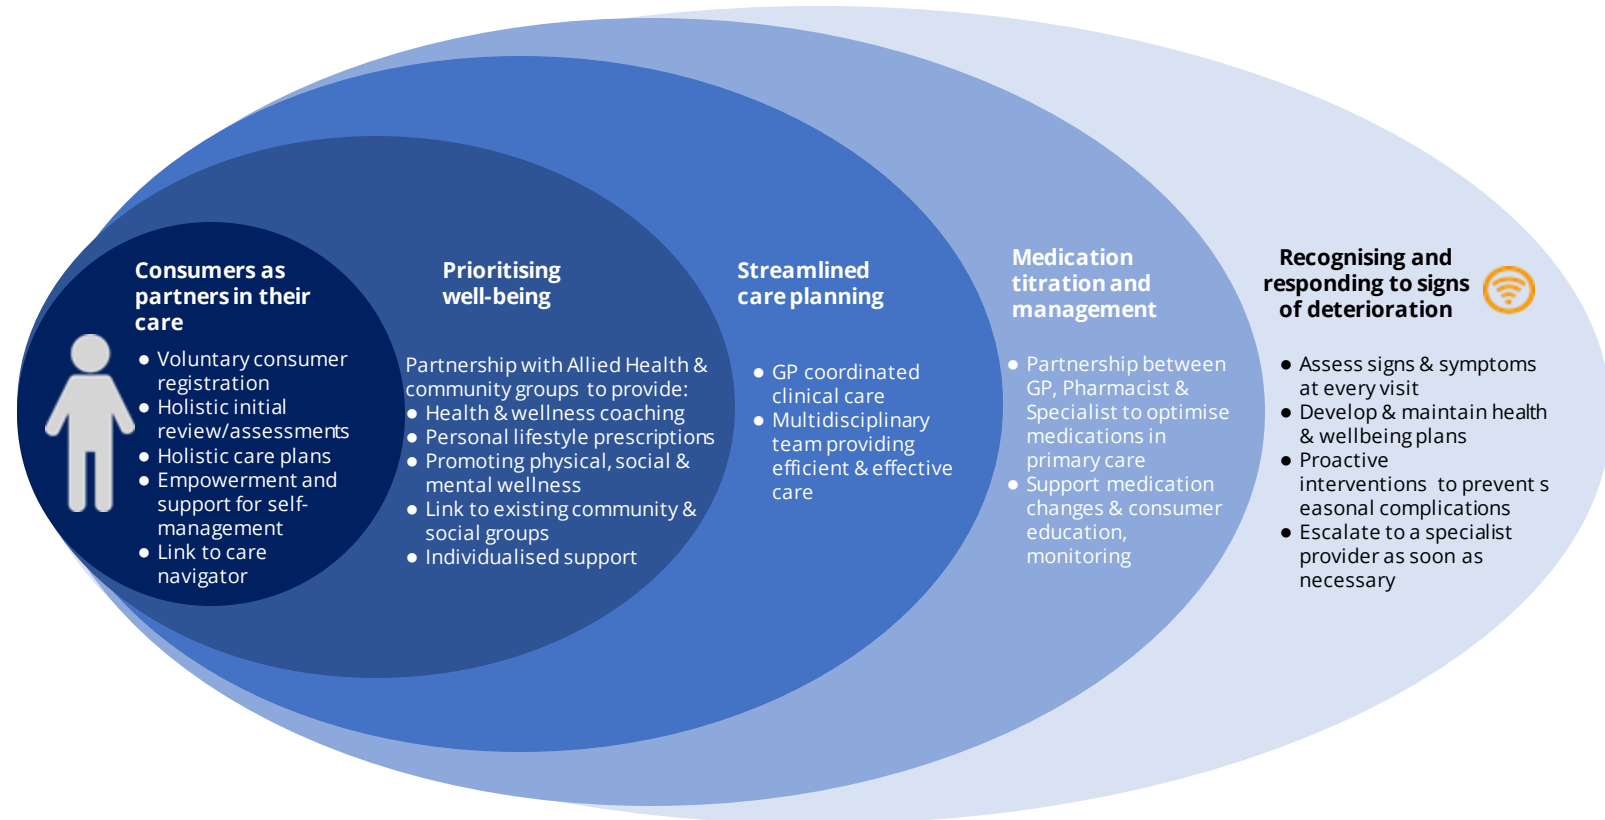 Consumers as
partners in their
care
● Voluntary consumer
registration
● Holistic initial
review/assessments
● Holistic care plans
● Empowerment and
support for self-
management
● Link to care
navigator
Prioritising
well-being
Partnership with Allied Health &
community groups to provide:
● Health & wellness coaching
● Personal lifestyle prescriptions
● Promoting physical, social &
mental wellness
● Link to existing community &
social groups
● Individualised support
Streamlined
care planning
● GP coordinated
clinical care
● Multidisciplinary
team providing
efficient & effective
care
Medication
titration and
management
● Partnership between
GP, Pharmacist &
Specialist to optimise
medications in
primary care
● Support medication
changes & consumer
education,
monitoring
Recognising and
responding to signs
of deterioration
● Assess signs & symptoms
at every visit
● Develop & maintain health
& wellbeing plans
● Proactive
interventions to prevent s
easonal complications
● Escalate to a specialist
provider as soon as
necessary